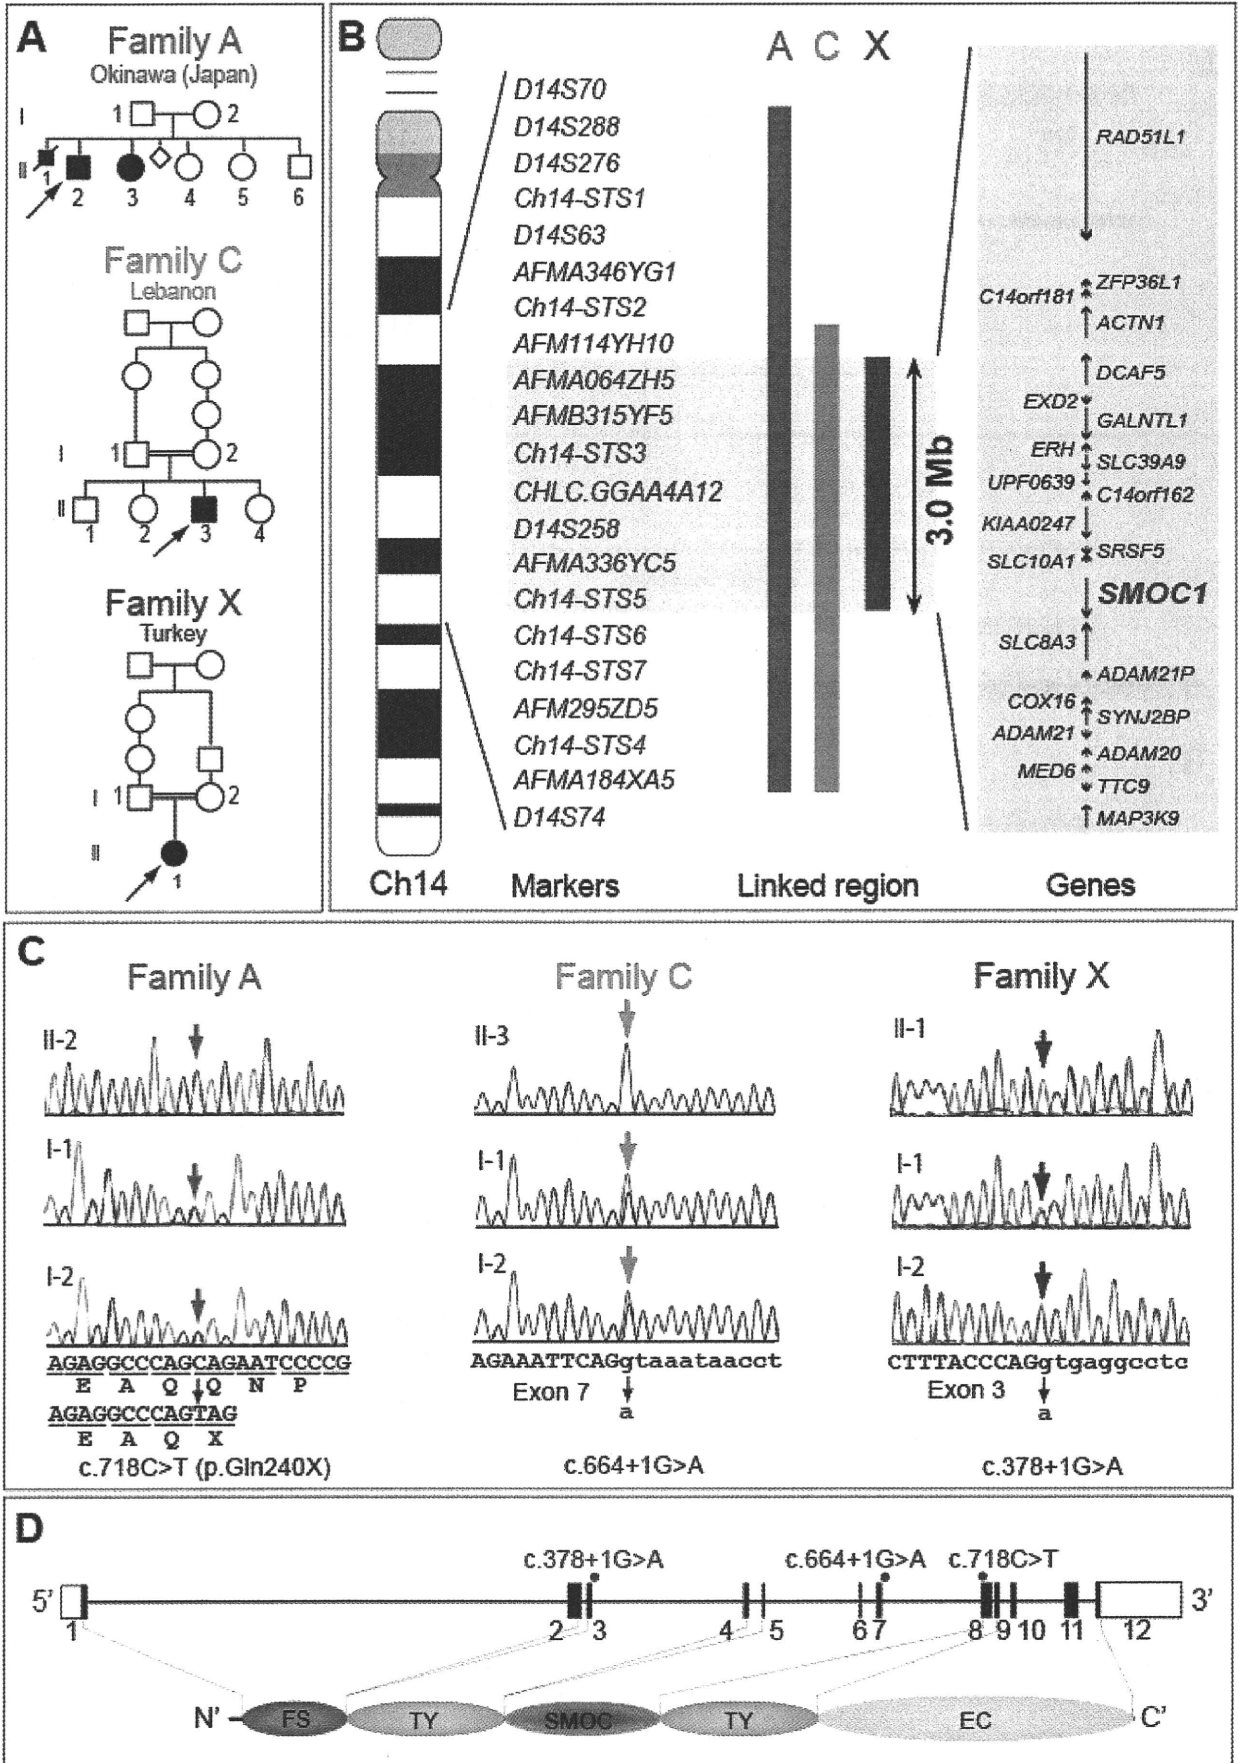 A
Family A
Okinawa (Japan)
I
1
2
II
1
2
3
4
5
6
Family C
Lebanon
I
1
2
II
1
2
3
4
Family X
Turkey
I
1
2
II
1
B
A C X
D14S70
D14S288
D14S276
Ch14-STS1
D14S63
AFMA346YG1
Ch14-STS2
AFM114YH10
AFMA064ZH5
AFMB315YF5
Ch14-STS3
CHLC.GGAA4A12
D14S258
AFMA336YC5
Ch14-STS5
Ch14-STS6
Ch14-STS7
AFM295ZD5
Ch14-STS4
AFMA184XA5
D14S74
3.0 Mb
RAD51L1
ZFP36L1
C14orf181
ACTN1
DCAF5
EXD2
GALNTL1
ERH
SLC39A9
UPF0639
C14orf162
KIAA0247
SRSF5
SLC10A1
SMOC1
SLC8A3
ADAM21P
COX16
SYNJ2BP
ADAM21
ADAM20
MED6
TTC9
MAP3K9
Ch14 Markers Linked region Genes
C
Family A
II-2
I-1
I-2
AGAGGCCCAGCAGAATCCCCG
E A Q Q N P
AGAGGCCCAGTAG
E A Q X
c.718C>T (p.Gln240X)
Family C
II-3
I-1
I-2
AGAAATTCAGgtaaataacct
Exon 7
a
c.664+1G>A
Family X
II-1
I-1
I-2
CTTTACCCAGgtgaggcctc
Exon 3
a
c.378+1G>A
D
c.378+1G>A c.664+1G>A c.718C>T
5' 3'
1 2 3 4 5 6 7 8 9 10 11 12
N' FS TY SMOC TY EC C'